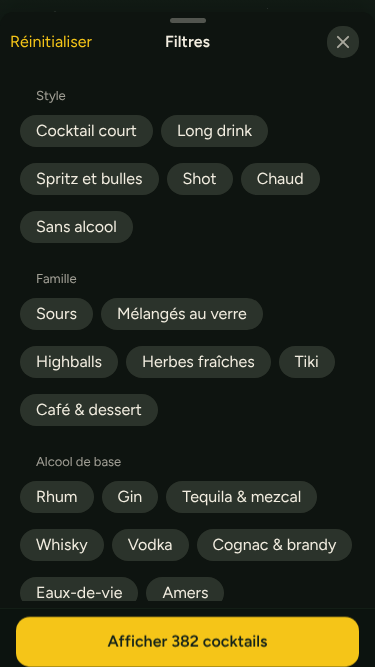 Réinitialiser Filtres
Style
Cocktail court Long drink
Spritz et bulles Shot Chaud
Sans alcool
Famille
Sours Mélangés au verre
Highballs Herbes fraîches Tiki
Café & dessert
Alcool de base
Rhum Gin Tequila & mezcal
Whisky Vodka Cognac & brandy
Eaux-de-vie Amers
Afficher 382 cocktails